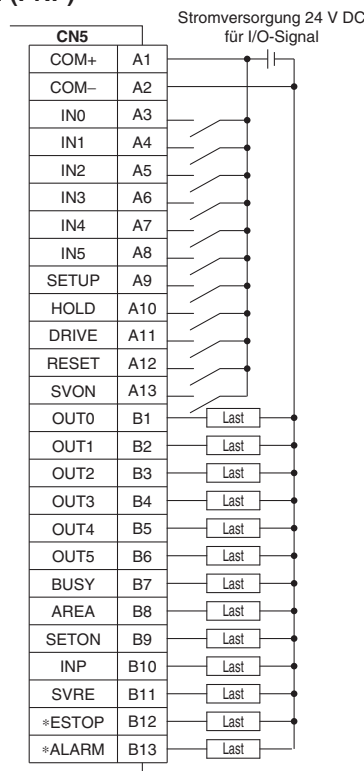 (PNP)
Stromversorgung 24 V DC
für I/O-Signal
CN5
COM+ A1
COM– A2
IN0 A3
IN1 A4
IN2 A5
IN3 A6
IN4 A7
IN5 A8
SETUP A9
HOLD A10
DRIVE A11
RESET A12
SVON A13
OUT0 B1 Last
OUT1 B2 Last
OUT2 B3 Last
OUT3 B4 Last
OUT4 B5 Last
OUT5 B6 Last
BUSY B7 Last
AREA B8 Last
SETON B9 Last
INP B10 Last
SVRE B11 Last
*ESTOP B12 Last
*ALARM B13 Last